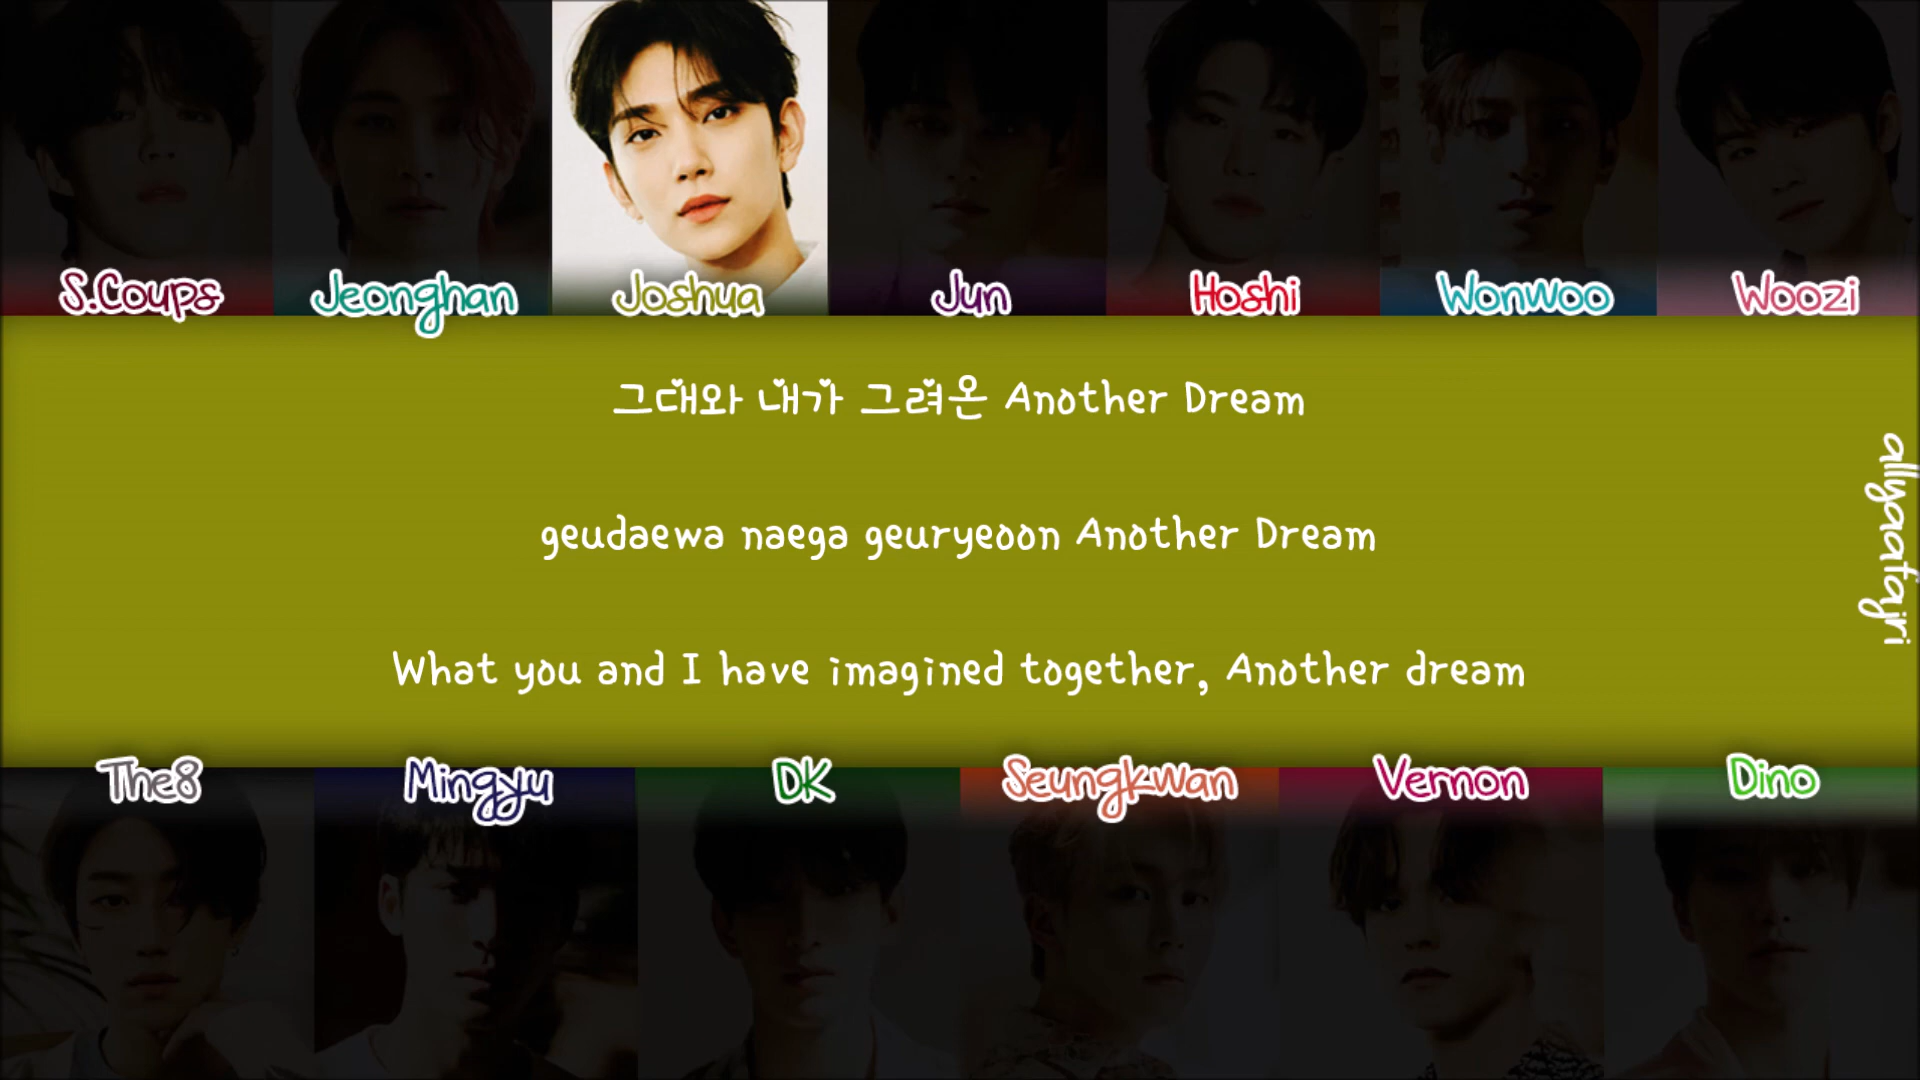 S.Coups Jeonghan Joshua Jun Hoshi Wonwoo Woozi
그대와 내가 그려온 Another Dream
geudaewa naega geuryeoon Another Dream
What you and I have imagined together, Another dream
allyaafajri
The8 Mingyu DK Seungkwan Vernon Dino